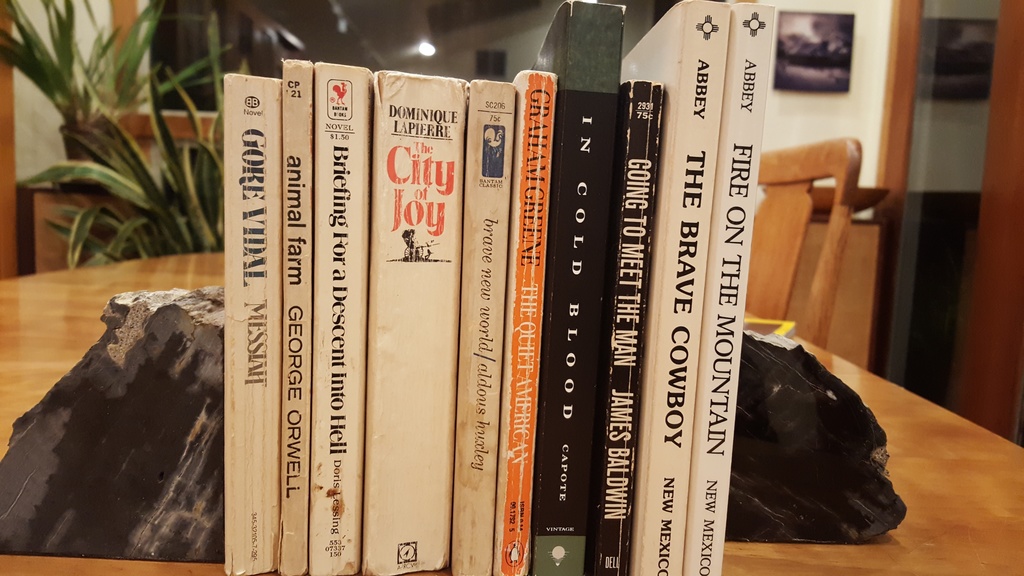 BB
Novel
GORE VIDAL MESSIAH
animal farm GEORGE ORWELL
BANTAM BOOKS
NOVEL
$1.50
Briefing For a Descent into Hell
Doris Lessing
553
07337
150
DOMINIQUE
LAPIERRE
The
City
of
Joy
SC206
75¢
BANTAM
CLASSIC
brave new world/aldous huxley
GRAHAM GREENE THE QUIET AMERICAN
IN COLD BLOOD CAPOTE
VINTAGE
2931
75¢
GOING TO MEET THE MAN JAMES BALDWIN
DELL
ABBEY THE BRAVE COWBOY NEW MEXICO
ABBEY FIRE ON THE MOUNTAIN NEW MEXICO